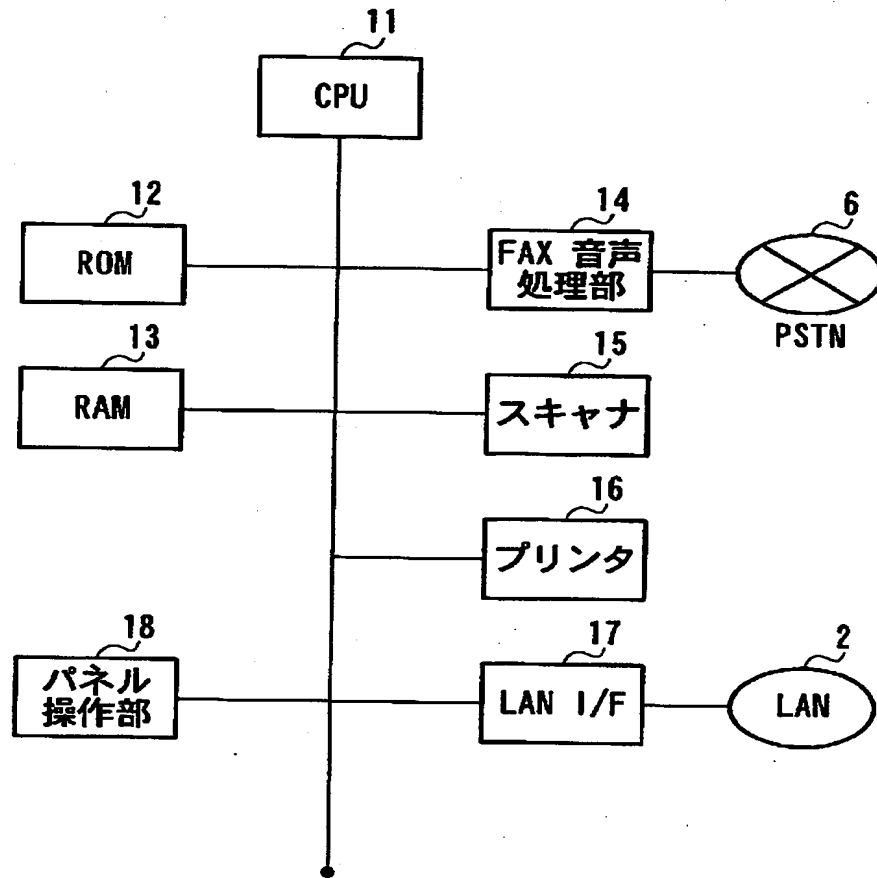 11
CPU
12
ROM
14
FAX 音声
処理部
6
PSTN
13
RAM
15
スキャナ
16
プリンタ
18
パネル
操作部
17
LAN I/F
2
LAN